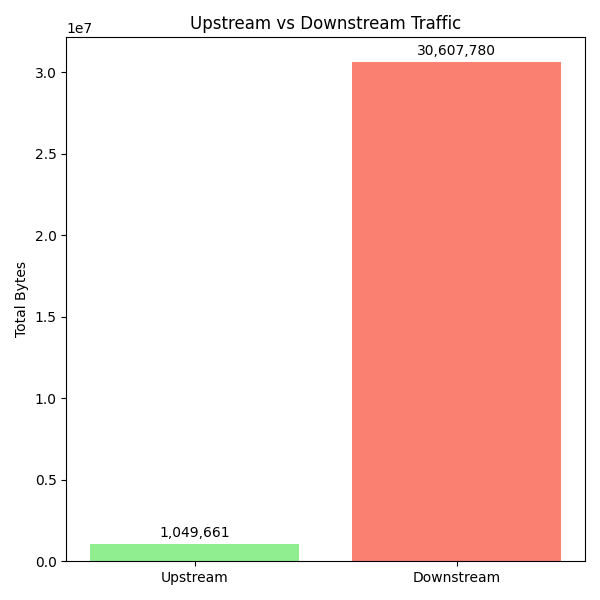 Upstream vs Downstream Traffic
1e7
30,607,780
3.0
2.5
2.0
Total Bytes
1.5
1.0
0.5
1,049,661
0.0
Upstream
Downstream